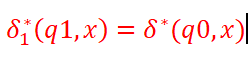 δ₁*(q1, x) = δ*(q0, x)